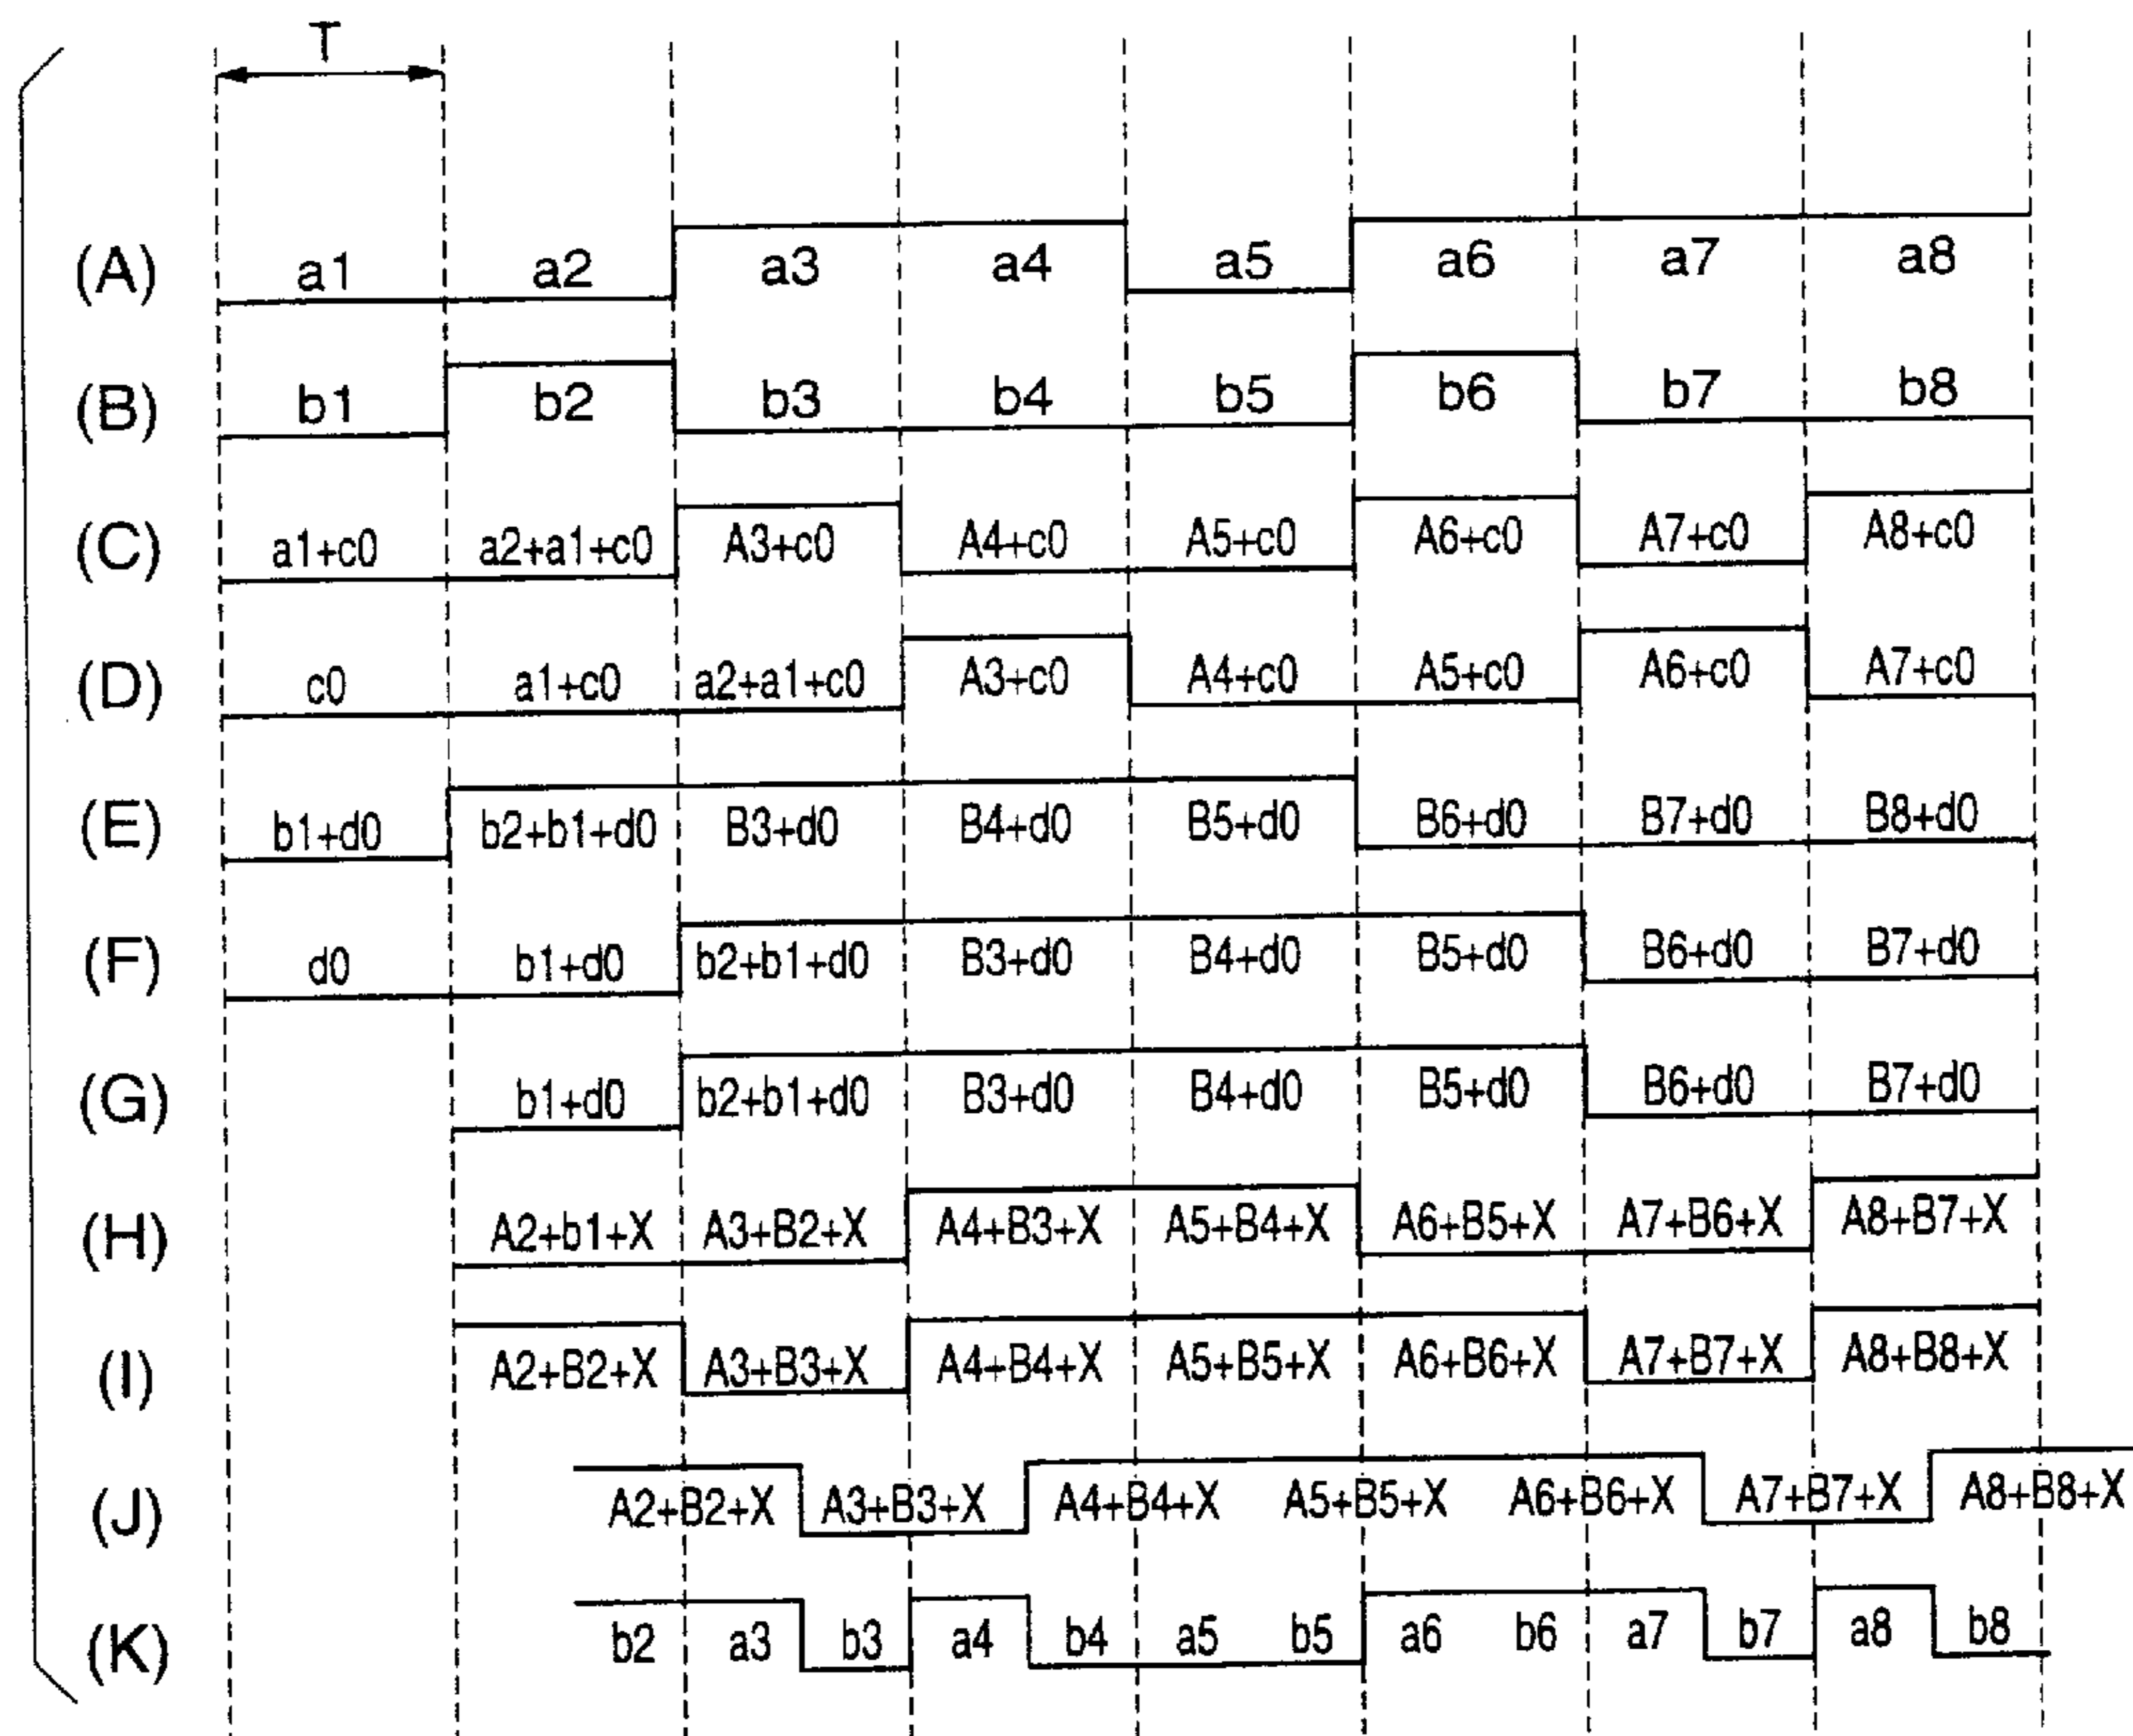 T
(A) a1 a2 a3 a4 a5 a6 a7 a8
(B) b1 b2 b3 b4 b5 b6 b7 b8
(C) a1+c0 a2+a1+c0 A3+c0 A4+c0 A5+c0 A6+c0 A7+c0 A8+c0
(D) c0 a1+c0 a2+a1+c0 A3+c0 A4+c0 A5+c0 A6+c0 A7+c0
(E) b1+d0 b2+b1+d0 B3+d0 B4+d0 B5+d0 B6+d0 B7+d0 B8+d0
(F) d0 b1+d0 b2+b1+d0 B3+d0 B4+d0 B5+d0 B6+d0 B7+d0
(G) b1+d0 b2+b1+d0 B3+d0 B4+d0 B5+d0 B6+d0 B7+d0
(H) A2+b1+X A3+B2+X A4+B3+X A5+B4+X A6+B5+X A7+B6+X A8+B7+X
(I) A2+B2+X A3+B3+X A4+B4+X A5+B5+X A6+B6+X A7+B7+X A8+B8+X
(J) A2+B2+X A3+B3+X A4+B4+X A5+B5+X A6+B6+X A7+B7+X A8+B8+X
(K) b2 a3 b3 a4 b4 a5 b5 a6 b6 a7 b7 a8 b8